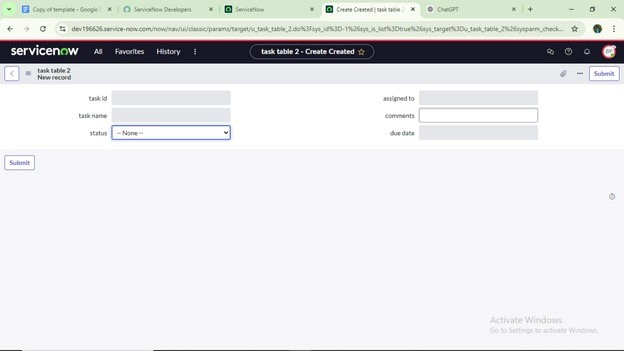 Copy of template - Google
ServiceNow Developers
ServiceNow
Create Created | task table 2
ChatGPT
dev196626.service-now.com/now/nav/ui/classic/params/target/u_task_table_2.do%3Fsys_id%3D-1%26sys_is_list%3Dtrue%26sys_target%3Du_task_table_2%26sysparm_check...
servicenow
All
Favorites
History
task table 2 - Create Created
BP
task table 2
New record
Submit
task id
assigned to
task name
comments
status
-- None --
due date
Submit
Activate Windows
Go to Settings to activate Windows.